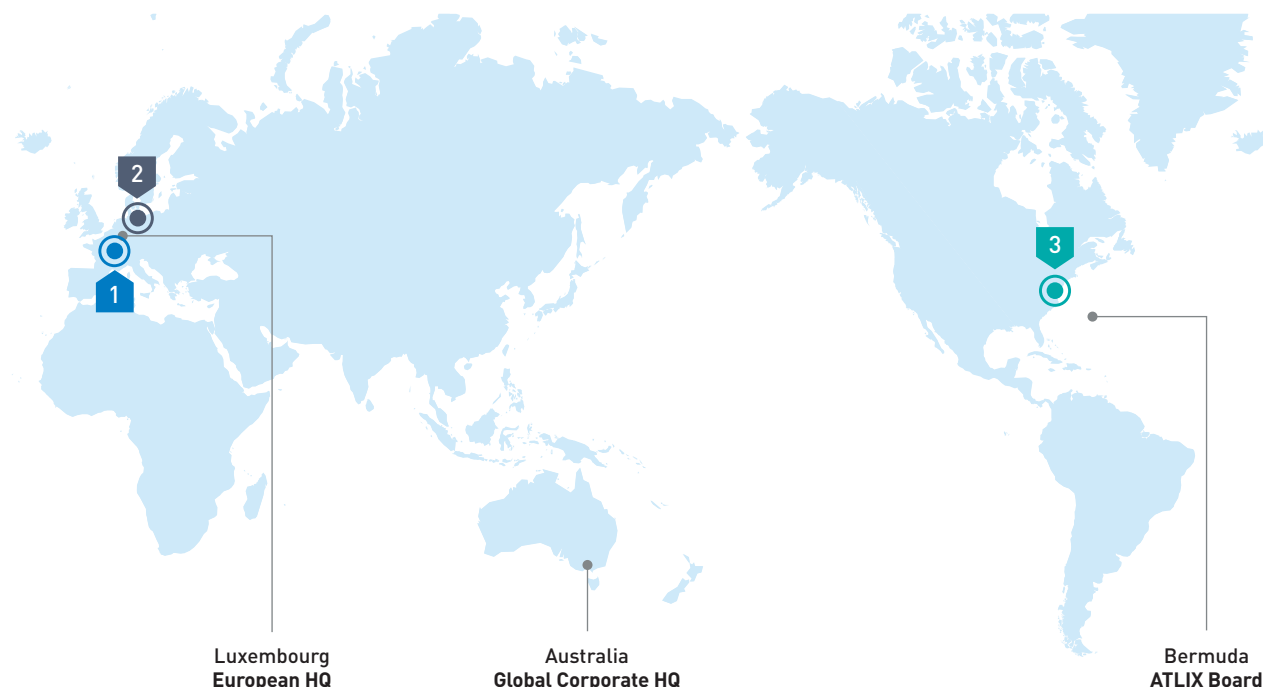 2
1
3
Luxembourg
European HQ
Australia
Global Corporate HQ
Bermuda
ATLIX Board